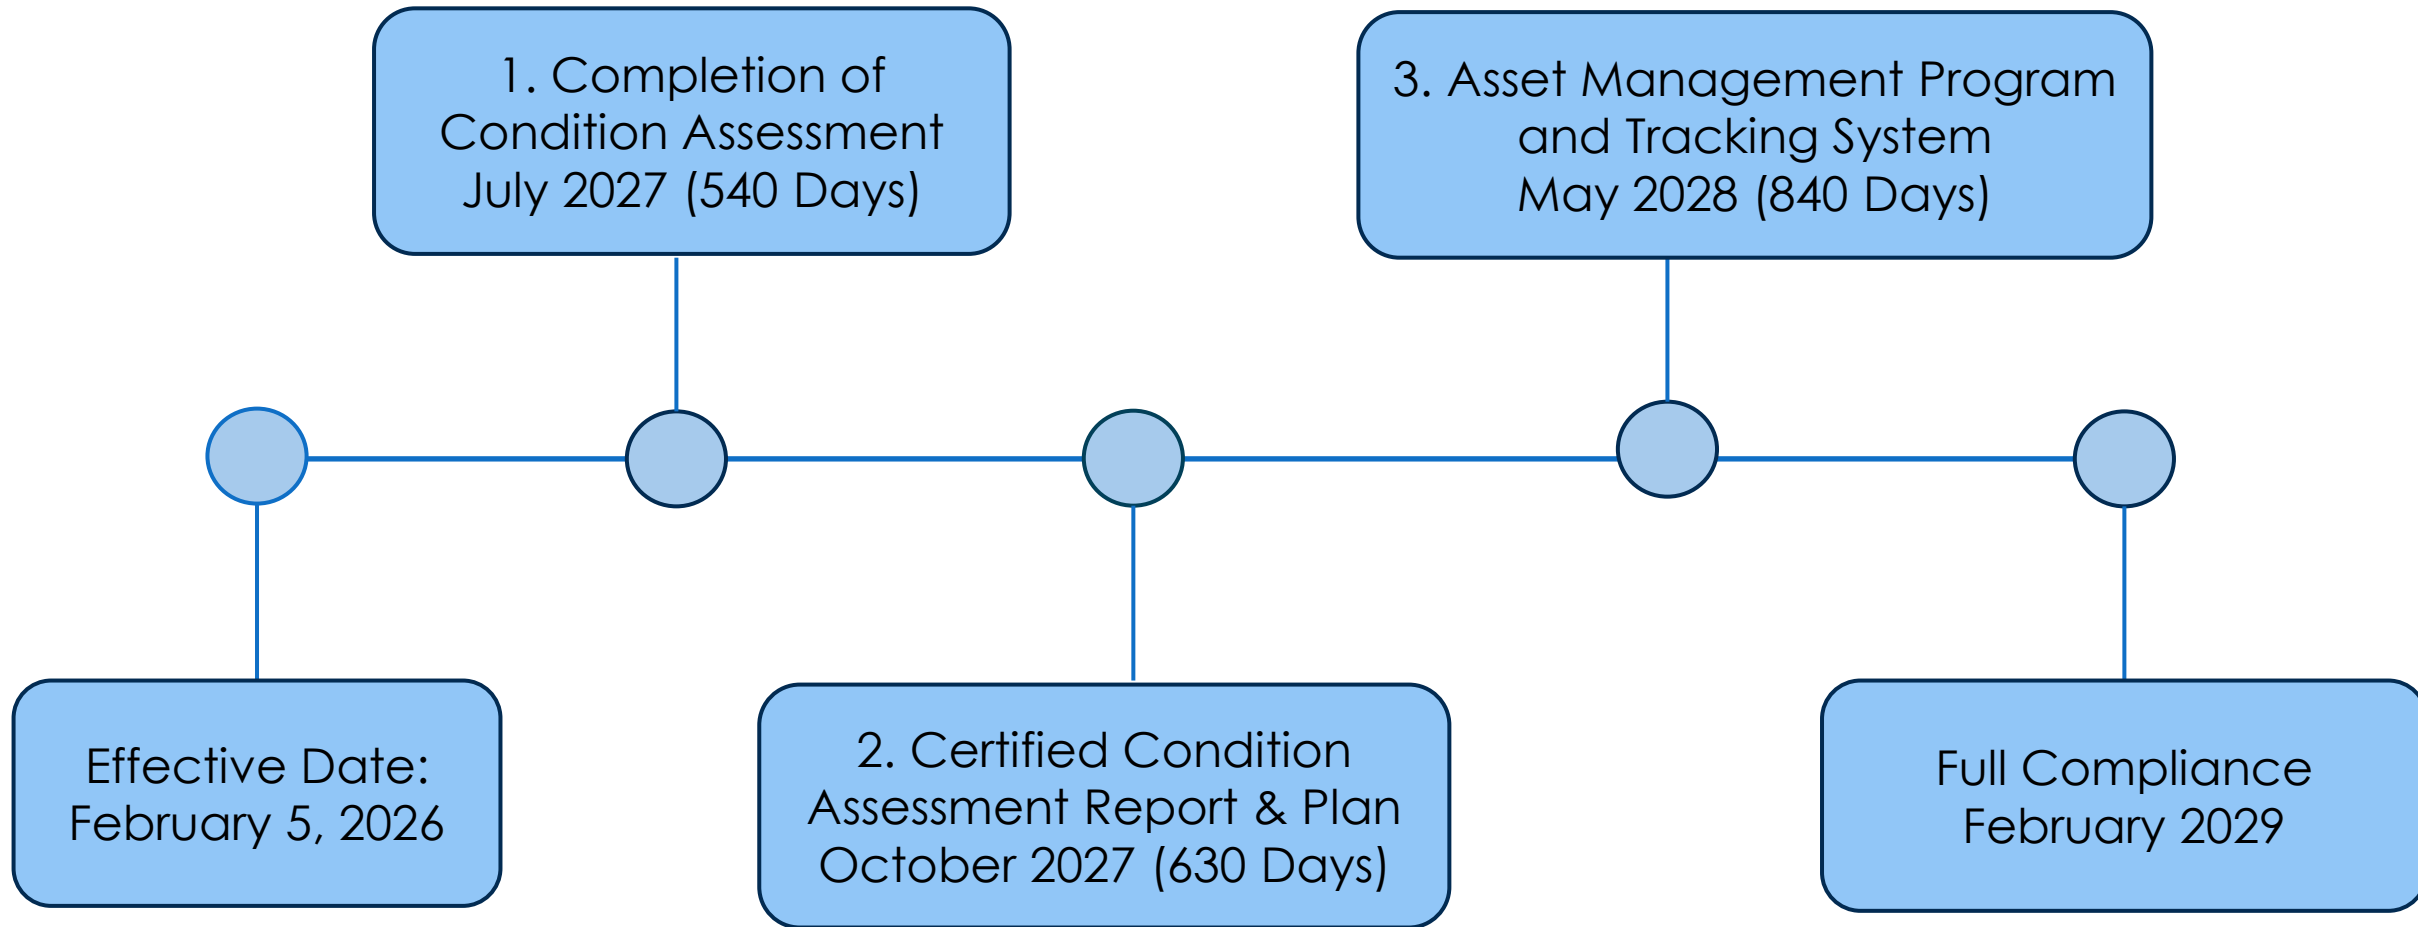 1. Completion of
Condition Assessment
July 2027 (540 Days)
3. Asset Management Program
and Tracking System
May 2028 (840 Days)
Effective Date:
February 5, 2026
2. Certified Condition
Assessment Report & Plan
October 2027 (630 Days)
Full Compliance
February 2029